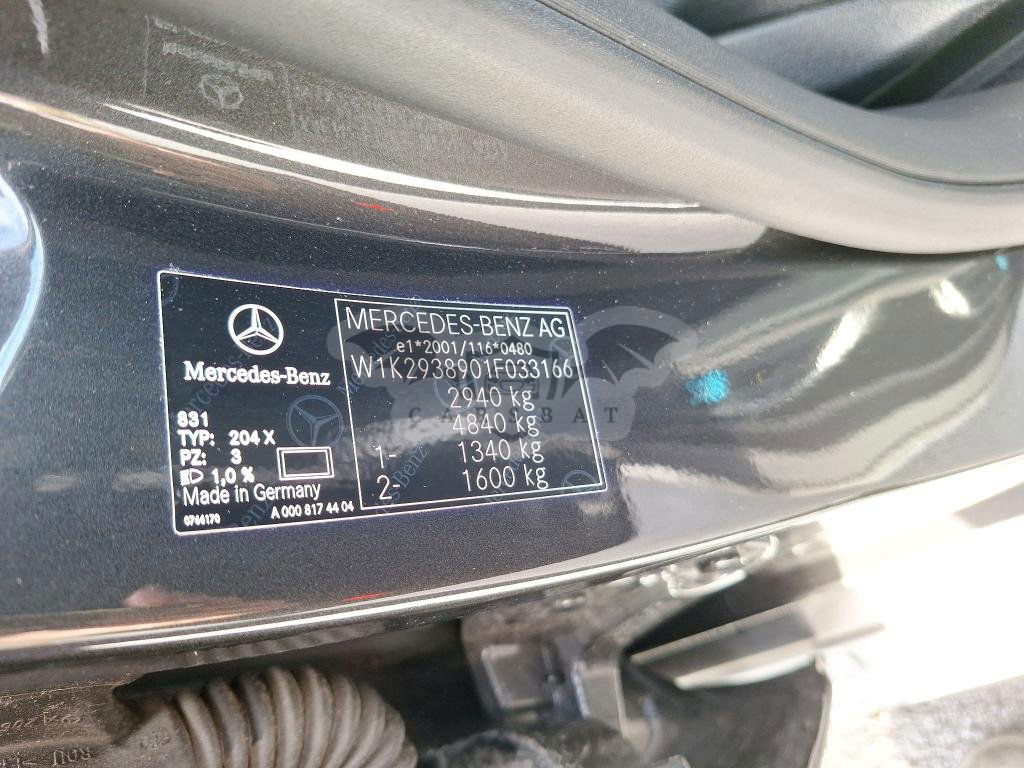 Mercedes-Benz
831
TYP: 204 X
PZ: 3
1,0 %
Made in Germany
0766170
A 000 817 44 04
MERCEDES-BENZ AG
e1*2001/116*0480
W1K2938901F033166
2940 kg
4840 kg
1- 1340 kg
2- 1600 kg
CARSBAT